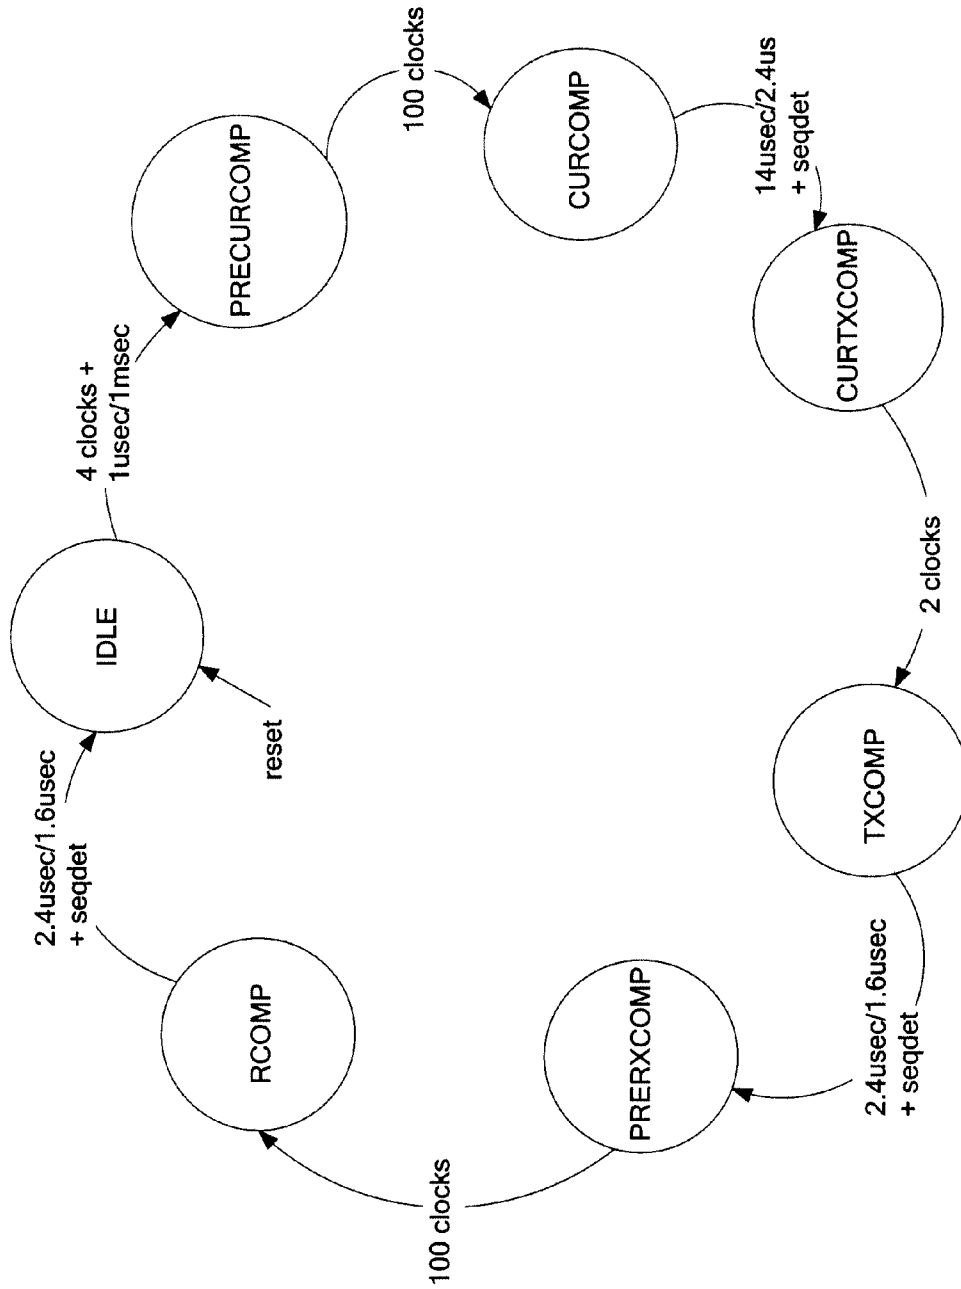 IDLE
reset
4 clocks +
1usec/1msec
PRECURCOMP
100 clocks
CURCOMP
14usec/2.4us
+ seqdet
CURTXCOMP
2 clocks
TXCOMP
2.4usec/1.6usec
+ seqdet
PRERXCOMP
100 clocks
RCOMP
2.4usec/1.6usec
+ seqdet